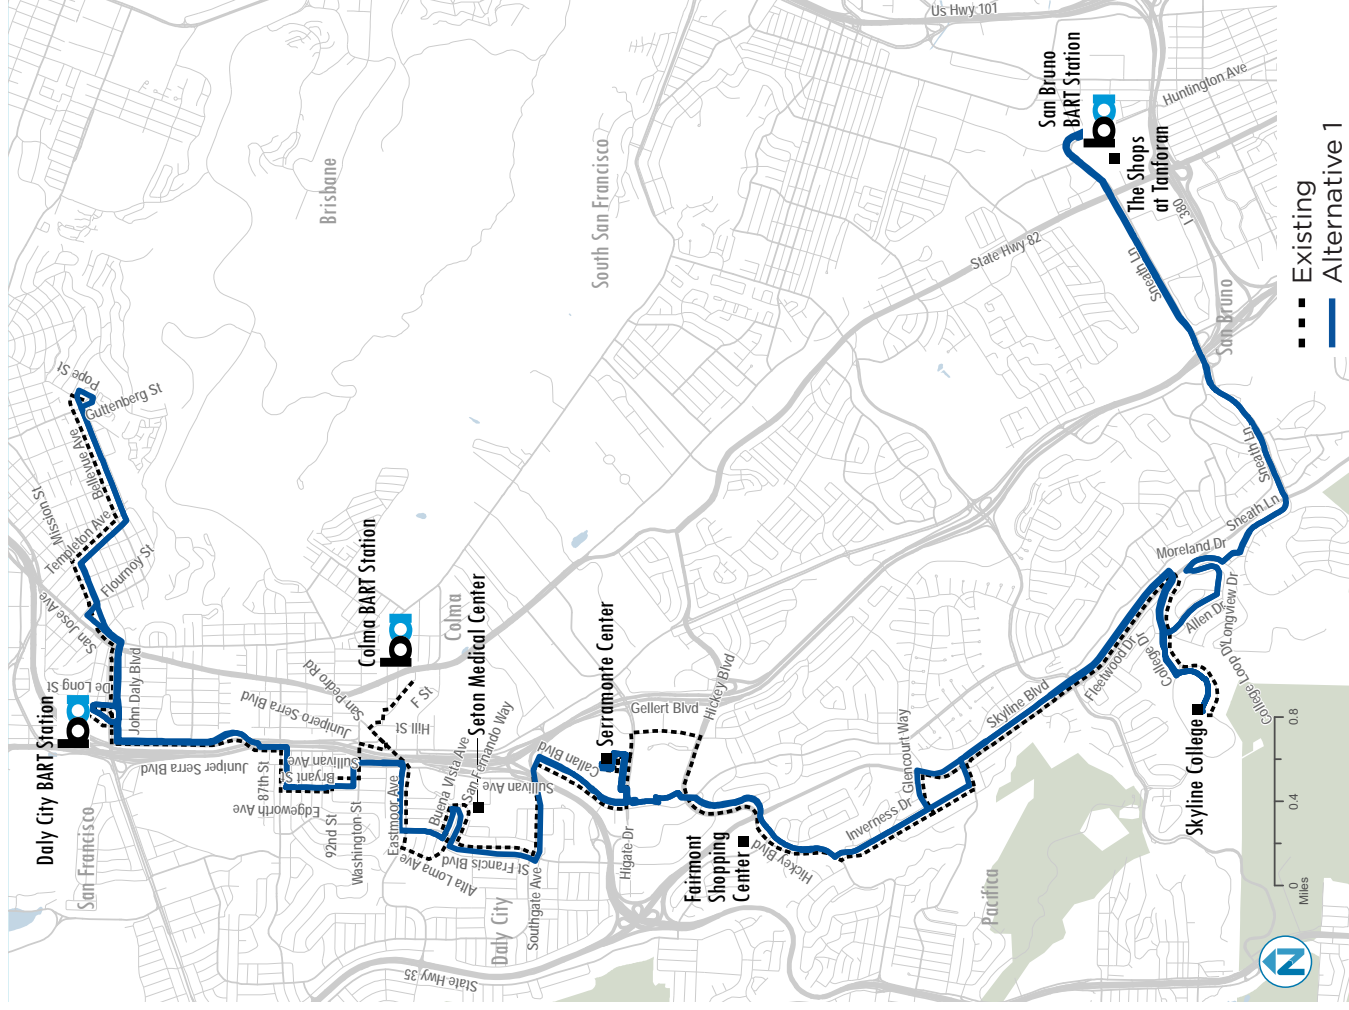 Us Hwy 101
San Bruno
BART Station
Huntington Ave
The Shops
at Tanforan
I 380
State Hwy 82
Sneath Ln
San Bruno
Brisbane
South San Francisco
Pope St
Guttenberg St
Bellevue Ave
Mission St
Templeton Ave
Flournoy St
San Jose Ave
De Long St
John Daly Blvd
Daly City BART Station
San Francisco
Juniper Serra Blvd
Junipero Serra Blvd
San Pedro Rd
Colma BART Station
Colma
F St
Hill St
87th St
Sullivan Ave
Bryant St
Edgeworth Ave
92nd St
Washington St
Eastmoor Ave
Buena Vista Ave
San Fernando Way
Seton Medical Center
Alta Loma Ave
St Francis Blvd
Southgate Ave
Sullivan Ave
Daly City
State Hwy 35
Callan Blvd
Serramonte Center
Gellert Blvd
Hickey Blvd
Higate Dr
Fairmont
Shopping
Center
Hickey Blvd
Inverness Dr
Glencourt Way
Skyline Blvd
Fleetwood Dr
College Dr
College Dr
Allen Dr
Longview Dr
College Loop D
Moreland Dr
Sneath Ln
Sneath Ln
Skyline College
Pacifica
0
0.4
0.8
Miles
N
Existing
Alternative 1